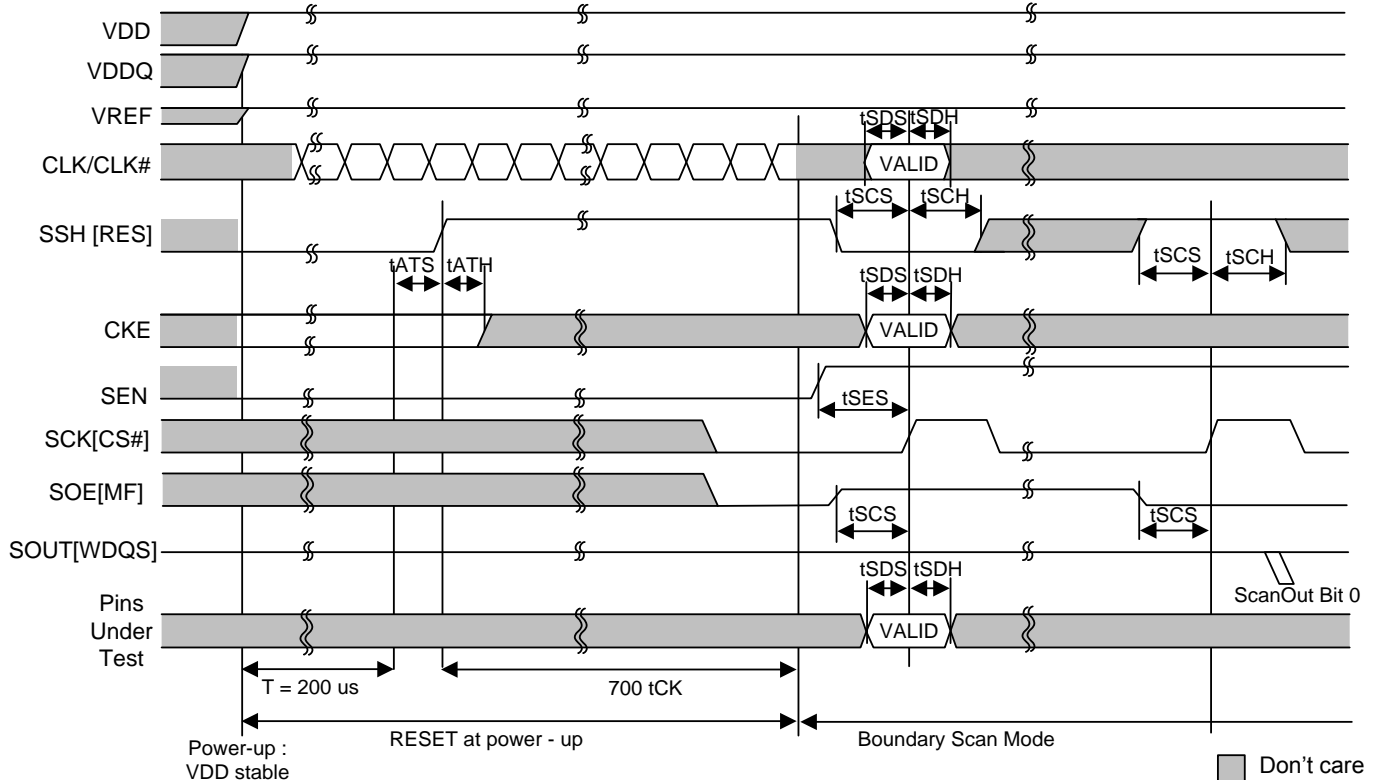 VDD
VDDQ
VREF
tSDS tSDH
CLK/CLK#
VALID
tSCS tSCH
SSH [RES]
tSCS tSCH
tATS tATH
tSDS tSDH
CKE
VALID
SEN
tSES
SCK[CS#]
SOE[MF]
tSCS
tSCS
SOUT[WDQS]
tSDS tSDH
ScanOut Bit 0
Pins
Under
Test
VALID
T = 200 us
700 tCK
RESET at power - up
Boundary Scan Mode
Power-up :
VDD stable
Don't care